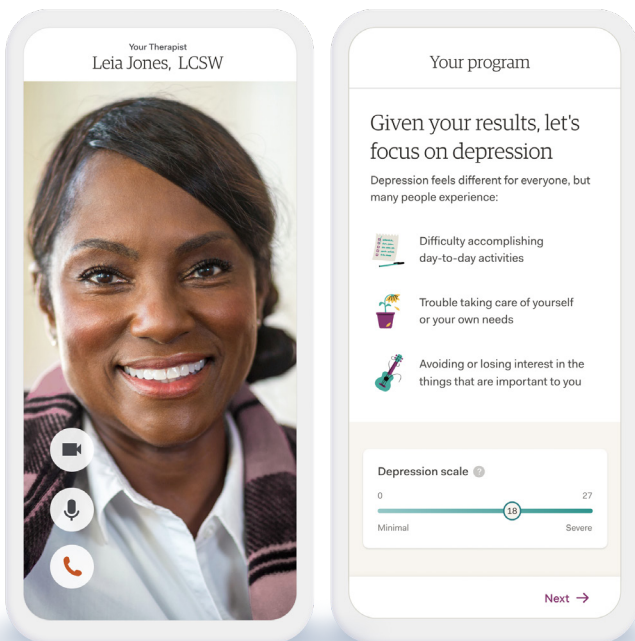 Your Therapist
Leia Jones, LCSW
Your program
Given your results, let's
focus on depression
Depression feels different for everyone, but
many people experience:
Difficulty accomplishing
day-to-day activities
Trouble taking care of yourself
or your own needs
Avoiding or losing interest in the
things that are important to you
Depression scale ?
0 27
18
Minimal Severe
Next →